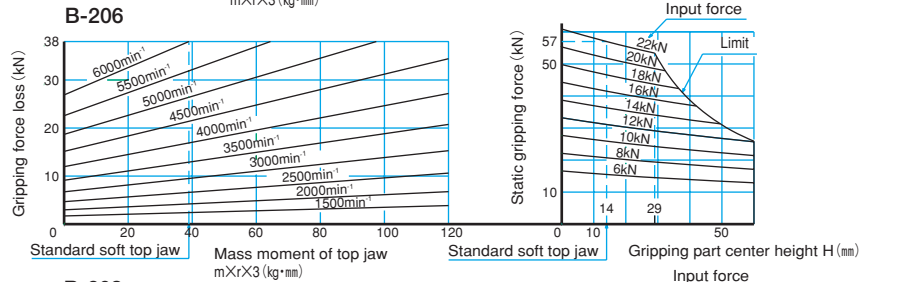 m×r×3(kg•mm)
B-206
Gripping force loss (kN)
38
30
20
10
0
6000min⁻¹
5500min⁻¹
5000min⁻¹
4500min⁻¹
4000min⁻¹
3500min⁻¹
3000min⁻¹
2500min⁻¹
2000min⁻¹
1500min⁻¹
20 40 60 80 100 120
Standard soft top jaw
Mass moment of top jaw
m×r×3(kg•mm)
Input force
Limit
Static gripping force (kN)
57
50
10
0
22kN
20kN
18kN
16kN
14kN
12kN
10kN
8kN
6kN
14 29
0 10 50
Standard soft top jaw
Gripping part center height H(mm)
Input force